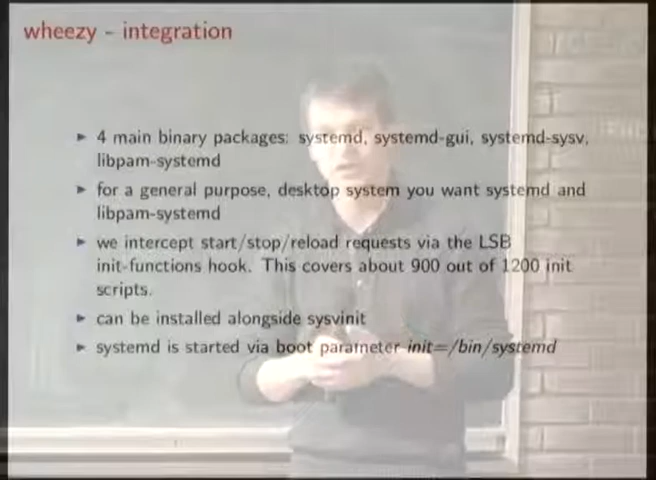 wheezy - integration
► 4 main binary packages: systemd, systemd-gui, systemd-sysv,
libpam-systemd
► for a general purpose, desktop system you want systemd and
libpam-systemd
► we intercept start/stop/reload requests via the LSB
init-functions hook. This covers about 900 out of 1200 init
scripts.
► can be installed alongside sysvinit
► systemd is started via boot parameter init=/bin/systemd